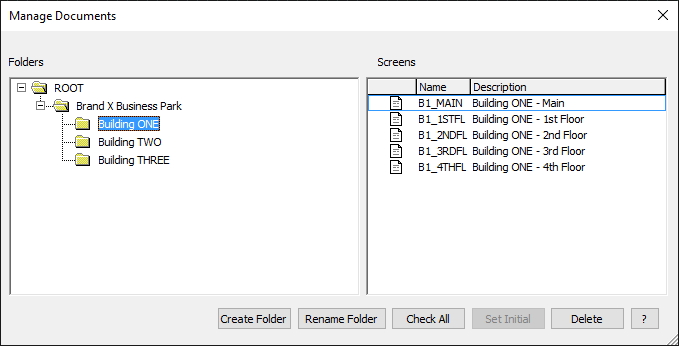 Manage Documents
Folders
ROOT
Brand X Business Park
Building ONE
Building TWO
Building THREE
Screens
Name Description
B1_MAIN Building ONE - Main
B1_1STFL Building ONE - 1st Floor
B1_2NDFL Building ONE - 2nd Floor
B1_3RDFL Building ONE - 3rd Floor
B1_4THFL Building ONE - 4th Floor
Create Folder Rename Folder Check All Set Initial Delete ?